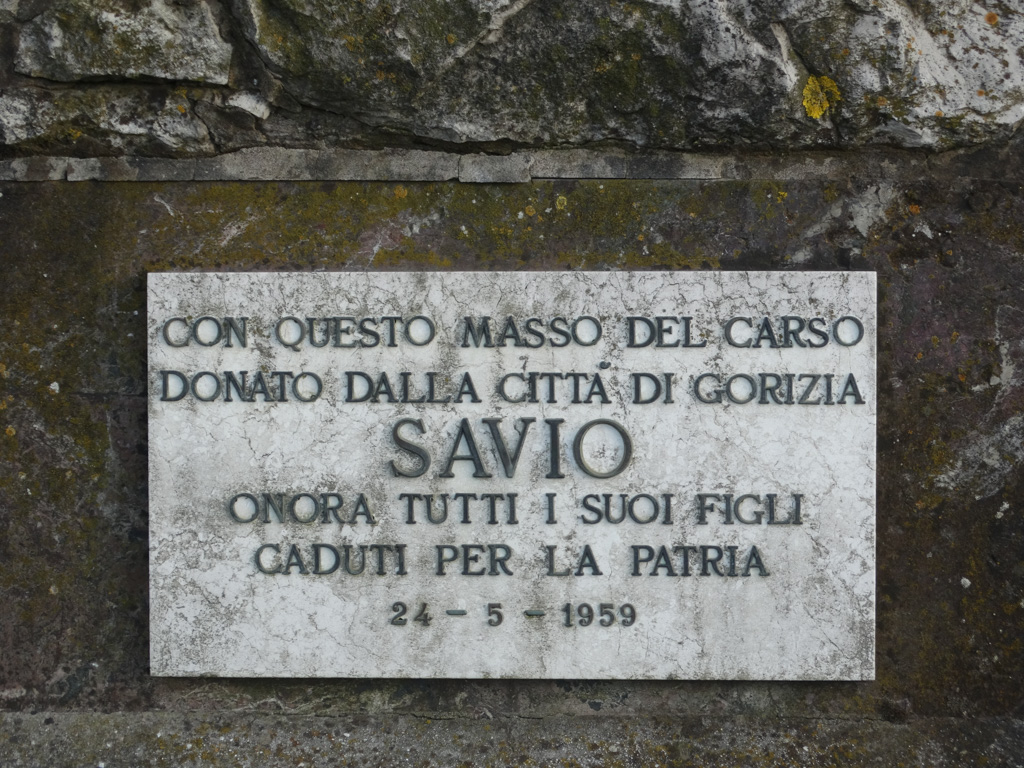 CON QUESTO MASSO DEL CARSO
DONATO DALLA CITTÀ DI GORIZIA
SAVIO
ONORA TUTTI I SUOI FIGLI
CADUTI PER LA PATRIA
24 - 5 - 1959